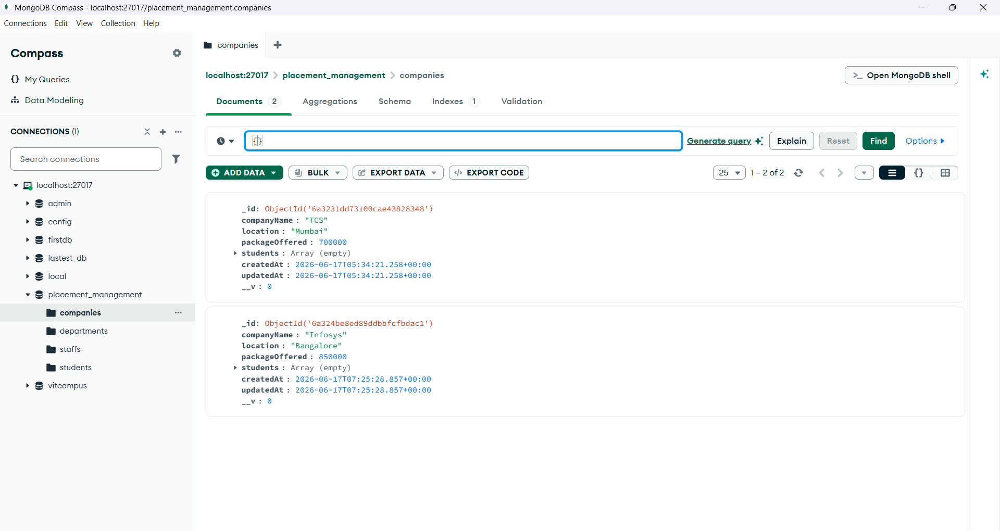 MongoDB Compass - localhost:27017/placement_management.companies
Connections Edit View Collection Help
Compass
{} My Queries
Data Modeling
CONNECTIONS (1)
Search connections
localhost:27017
admin
config
firstdb
lastest_db
local
placement_management
companies
departments
staffs
students
vitcampus
companies
localhost:27017 > placement_management > companies
>_ Open MongoDB shell
Documents 2 Aggregations Schema Indexes 1 Validation
{} Generate query Explain Reset Find Options
ADD DATA BULK EXPORT DATA </> EXPORT CODE 25 1 – 2 of 2 {}
_id: ObjectId('6a3231dd73100cae43828348')
companyName : "TCS"
location : "Mumbai"
packageOffered : 700000
students : Array (empty)
createdAt : 2026-06-17T05:34:21.258+00:00
updatedAt : 2026-06-17T05:34:21.258+00:00
__v : 0
_id: ObjectId('6a324be8ed89ddbbfcfbdac1')
companyName : "Infosys"
location : "Bangalore"
packageOffered : 850000
students : Array (empty)
createdAt : 2026-06-17T07:25:28.857+00:00
updatedAt : 2026-06-17T07:25:28.857+00:00
__v : 0